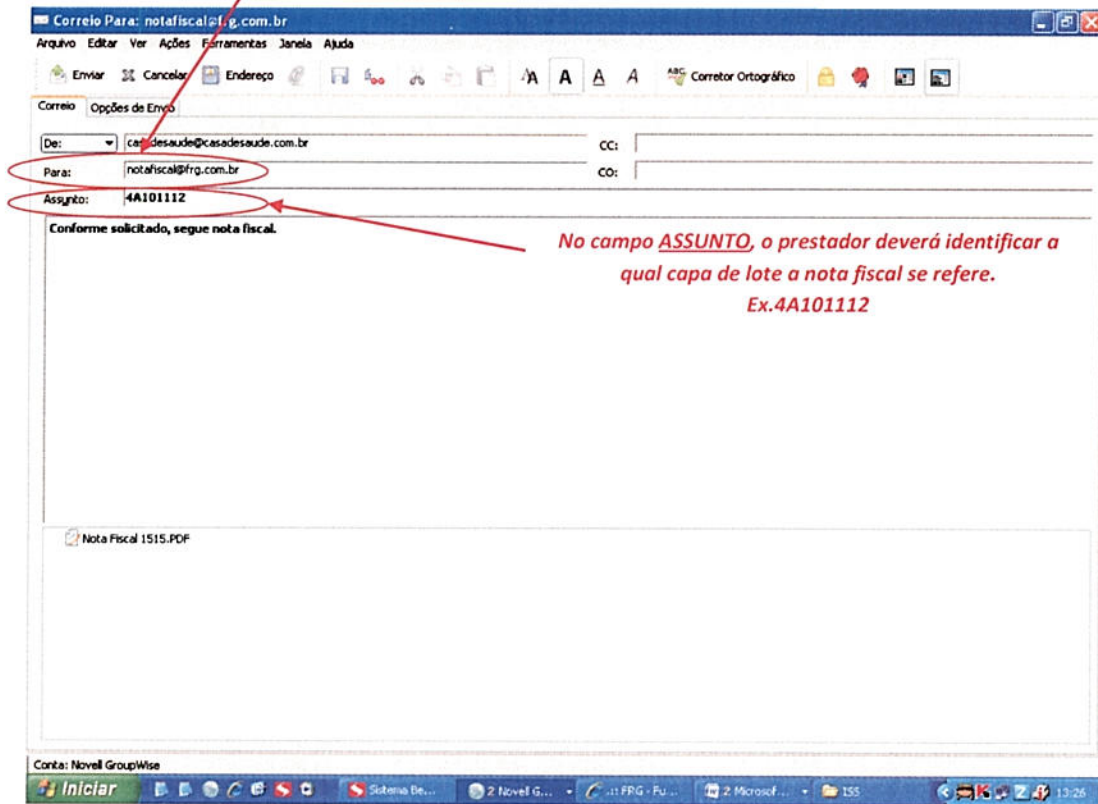 Correio Para: notafiscal@frg.com.br
Arquivo Editar Ver Ações Ferramentas Janela Ajuda
Enviar Cancelar Endereço A A A A ABC Corretor Ortográfico
Correio Opções de Envio
De: casadesaude@casadesaude.com.br CC:
Para: notafiscal@frg.com.br CO:
Assunto: 4A101112
Conforme solicitado, segue nota fiscal.
No campo ASSUNTO, o prestador deverá identificar a
qual capa de lote a nota fiscal se refere.
Ex.4A101112
Nota Fiscal 1515.PDF
Conta: Novell GroupWise
Iniciar Sistema Be... 2 Novell G... .:: FRG - Fu... 2 Microsof... ISS 13:26